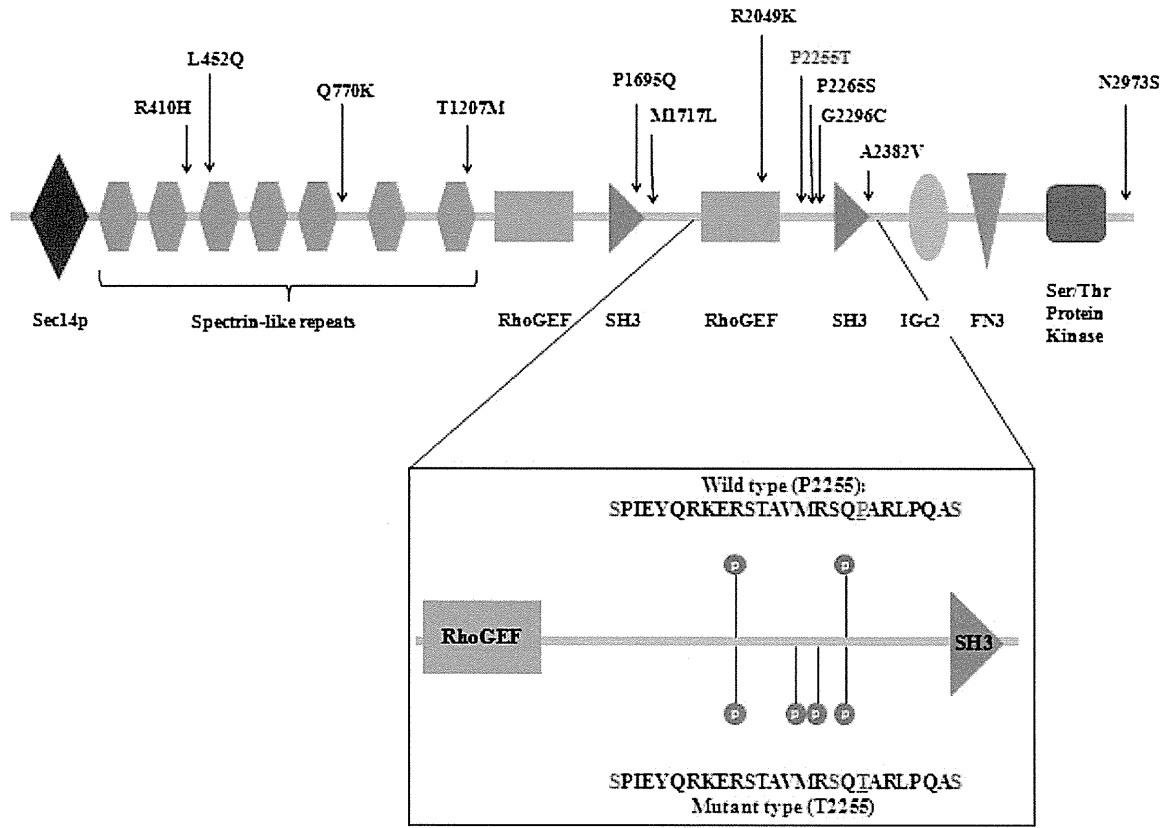 R2049K
L452Q
P2255T
Q770K
P1695Q
P2265S
N2973S
R410H
T1207M
M1717L
G2296C
A2382V
Sec14p
Spectrin-like repeats
RhoGEF
SH3
RhoGEF
SH3
IGc2
FN3
Ser/Thr
Protein
Kinase
Wild type (P2255):
SPIEYQRKERSTAVMRSQPARLPQAS
P
P
RhoGEF
SH3
P
P
P
P
SPIEYQRKERSTAVMRSQTARLPQAS
Mutant type (T2255)